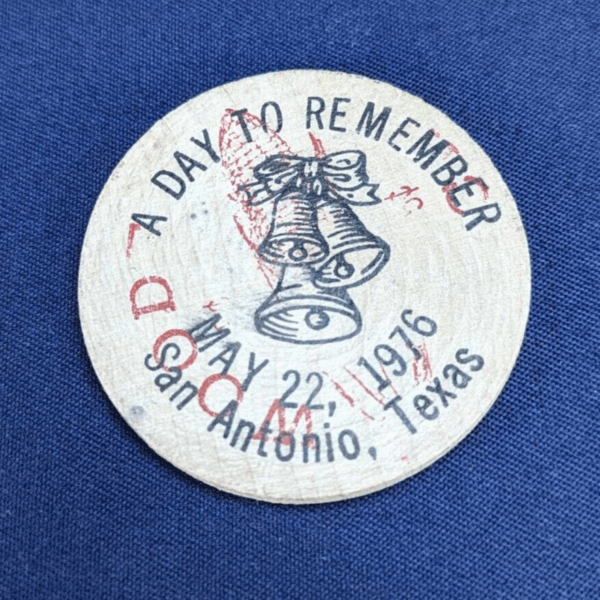 A DAY TO REMEMBER
MAY 22, 1976
San Antonio, Texas